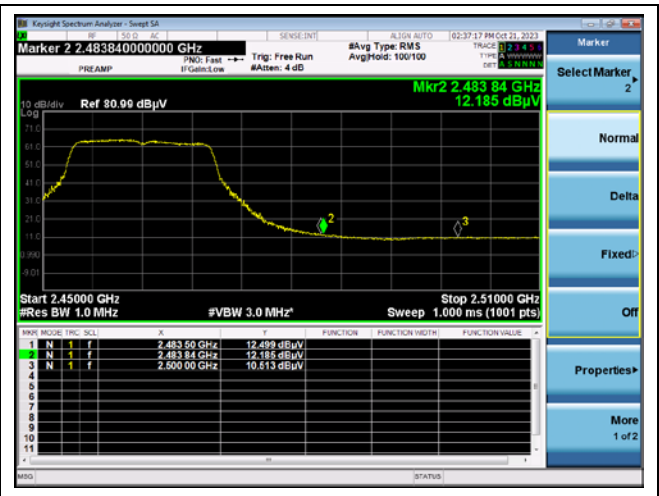 Keysight Spectrum Analyzer - Swept SA
RF 50 Ω AC SENSE:INT ALIGN AUTO 02:37:17 PM Oct 21, 2023
Marker 2 2.483840000000 GHz
PREAMP
PNO: Fast
IFGain:Low
Trig: Free Run
#Atten: 4 dB
#Avg Type: RMS
Avg|Hold: 100/100
TRACE 1 2 3 4 5 6
TYPE A
DET A S N N N N
Mkr2 2.483 84 GHz
12.185 dBµV
10 dB/div Ref 80.99 dBµV
Log
71.0
61.0
51.0
41.0
31.0
21.0
11.0
0.990
-9.01
2
3
Start 2.45000 GHz Stop 2.51000 GHz
#Res BW 1.0 MHz #VBW 3.0 MHz* Sweep 1.000 ms (1001 pts)
MKR MODE TRC SCL X Y FUNCTION FUNCTION WIDTH FUNCTION VALUE
1 N 1 f 2.483 50 GHz 12.499 dBµV
2 N 1 f 2.483 84 GHz 12.185 dBµV
3 N 1 f 2.500 00 GHz 10.513 dBµV
4
5
6
7
8
9
10
11
MSG STATUS
Marker
Select Marker
2
Normal
Delta
Fixed
Off
Properties
More
1 of 2